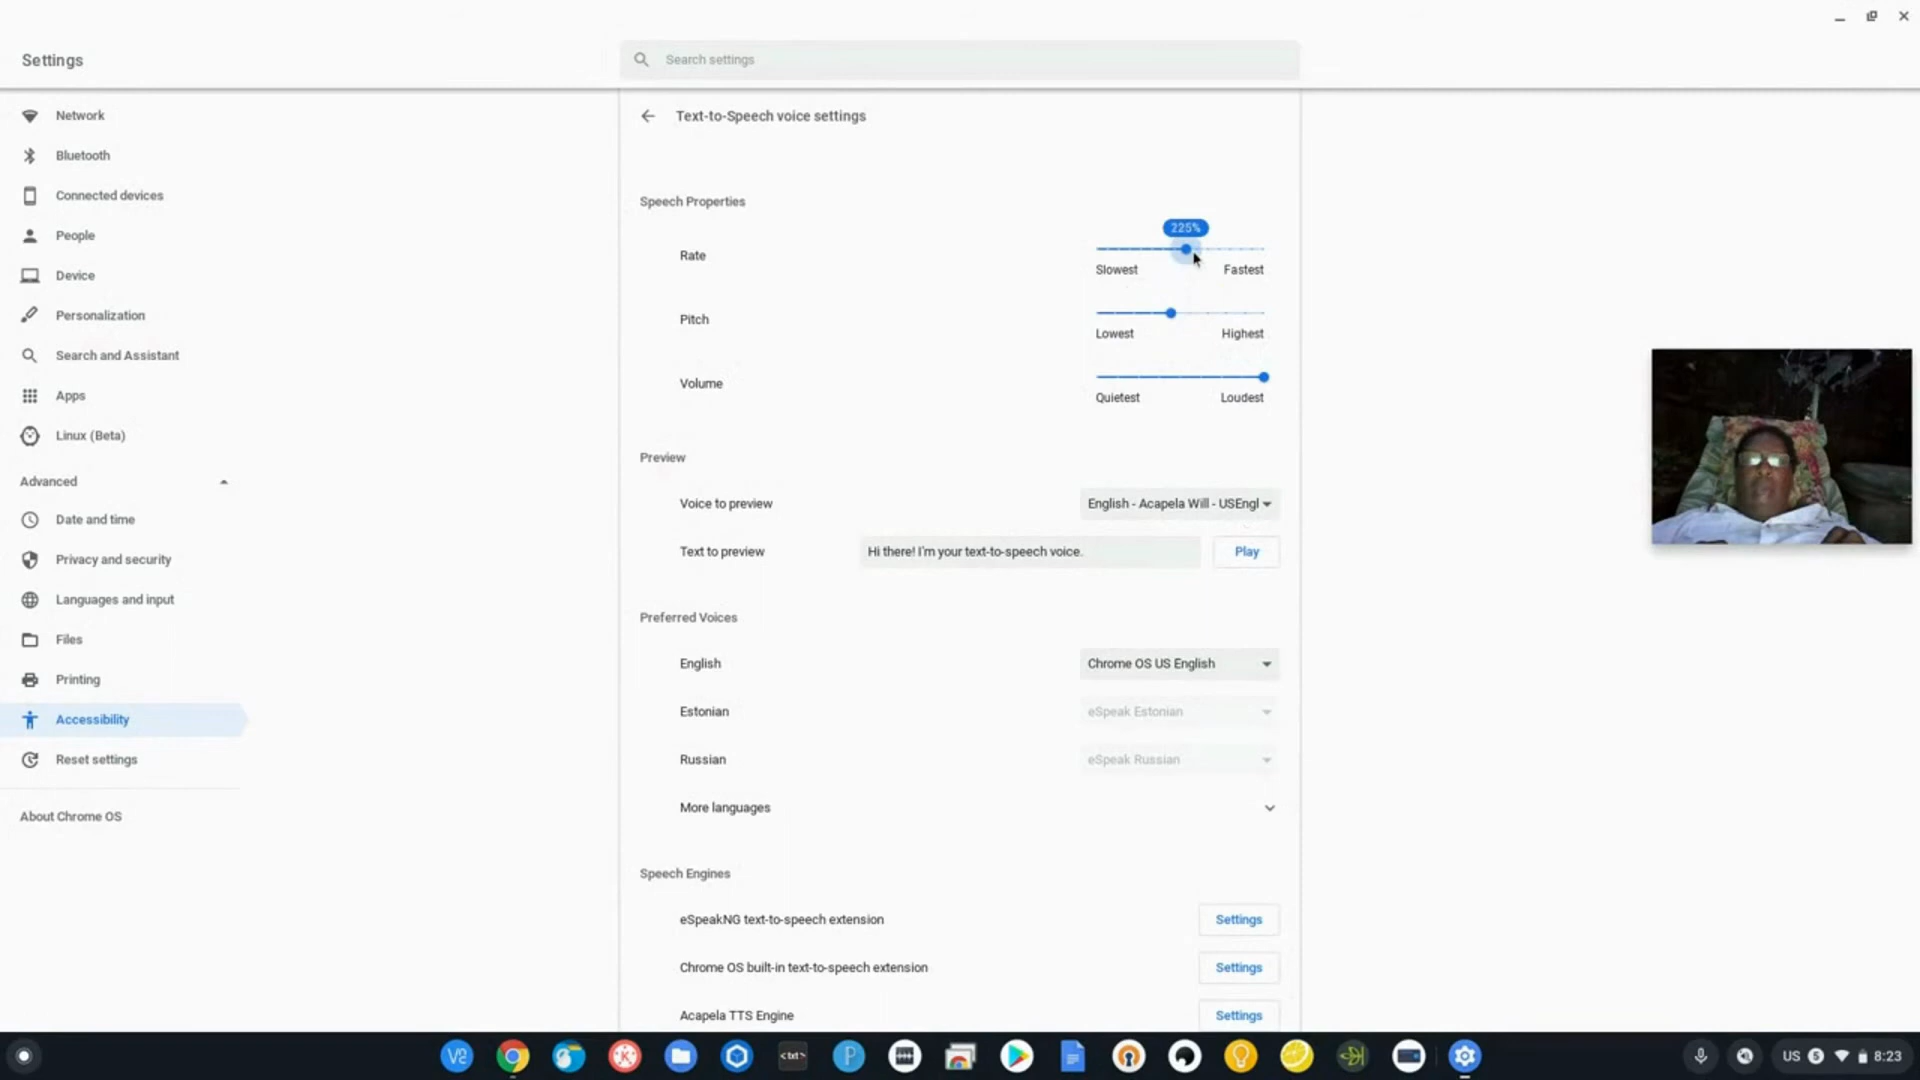 Settings
Search settings
Network
Bluetooth
Connected devices
People
Device
Personalization
Search and Assistant
Apps
Linux (Beta)
Advanced
Date and time
Privacy and security
Languages and input
Files
Printing
Accessibility
Reset settings
About Chrome OS
Text-to-Speech voice settings
Speech Properties
225%
Rate
Slowest Fastest
Pitch
Lowest Highest
Volume
Quietest Loudest
Preview
Voice to preview English - Acapela Will - USEngl
Text to preview Hi there! I'm your text-to-speech voice. Play
Preferred Voices
English Chrome OS US English
Estonian eSpeak Estonian
Russian eSpeak Russian
More languages
Speech Engines
eSpeakNG text-to-speech extension Settings
Chrome OS built-in text-to-speech extension Settings
Acapela TTS Engine Settings
<txt> US 5 8:23